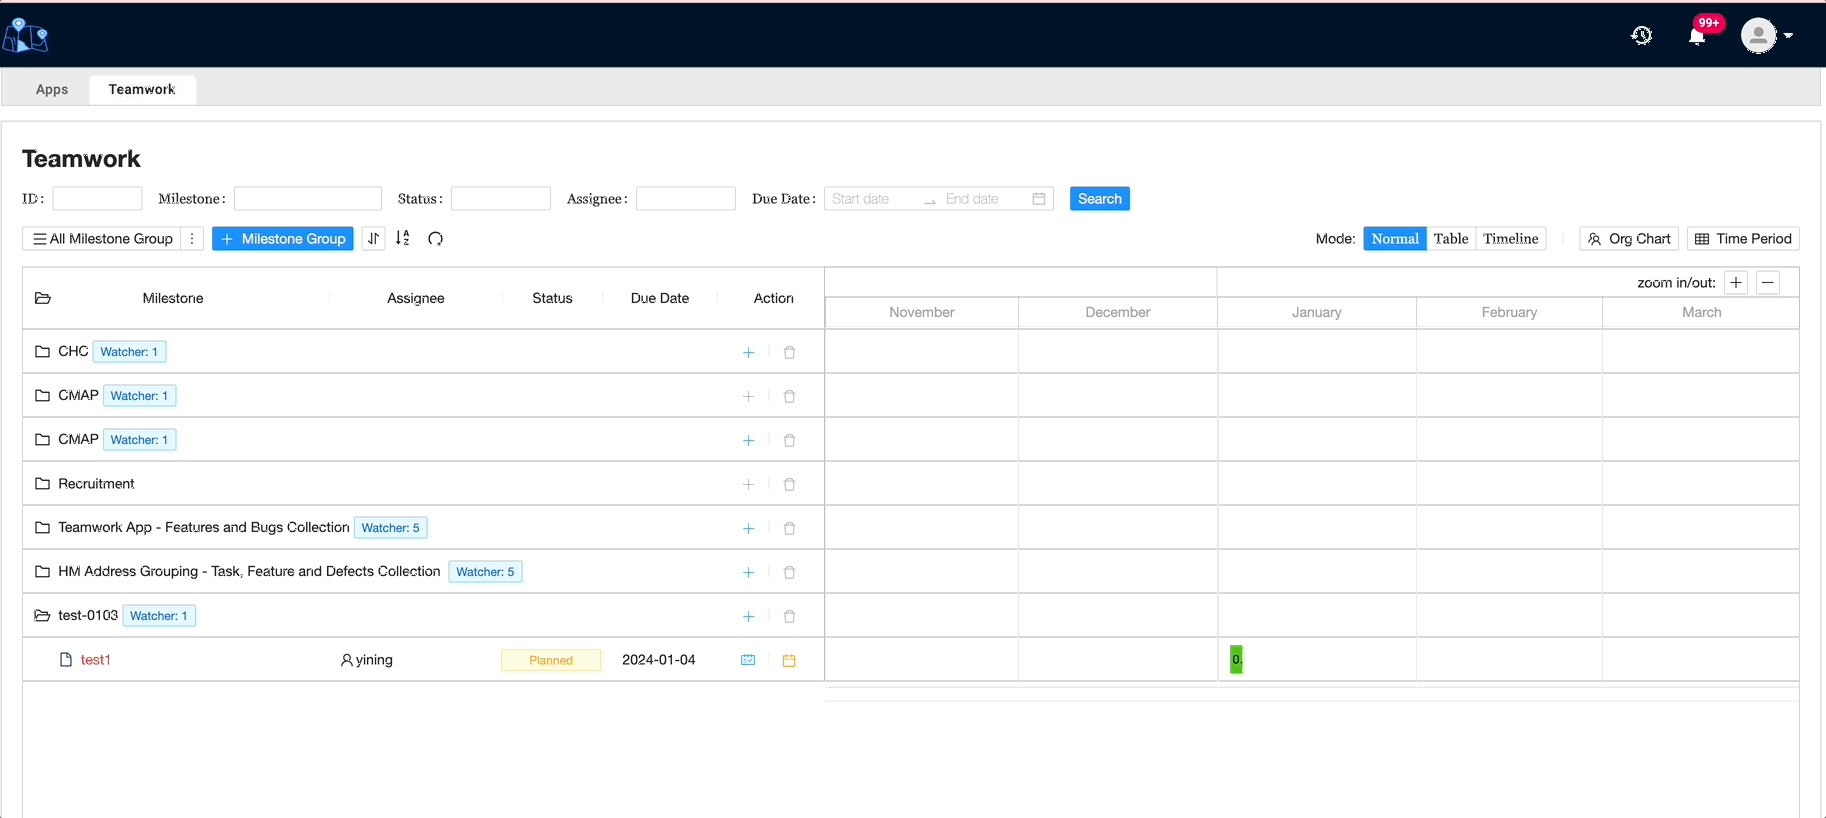 99+
Apps Teamwork
Teamwork
ID: Milestone: Status: Assignee: Due Date: Start date End date Search
All Milestone Group + Milestone Group Mode: Normal Table Timeline Org Chart Time Period
zoom in/out: + −
Milestone Assignee Status Due Date Action
November December January February March
CHC Watcher: 1
CMAP Watcher: 1
CMAP Watcher: 1
Recruitment
Teamwork App - Features and Bugs Collection Watcher: 5
HM Address Grouping - Task, Feature and Defects Collection Watcher: 5
test-0103 Watcher: 1
test1 yining Planned 2024-01-04 0.